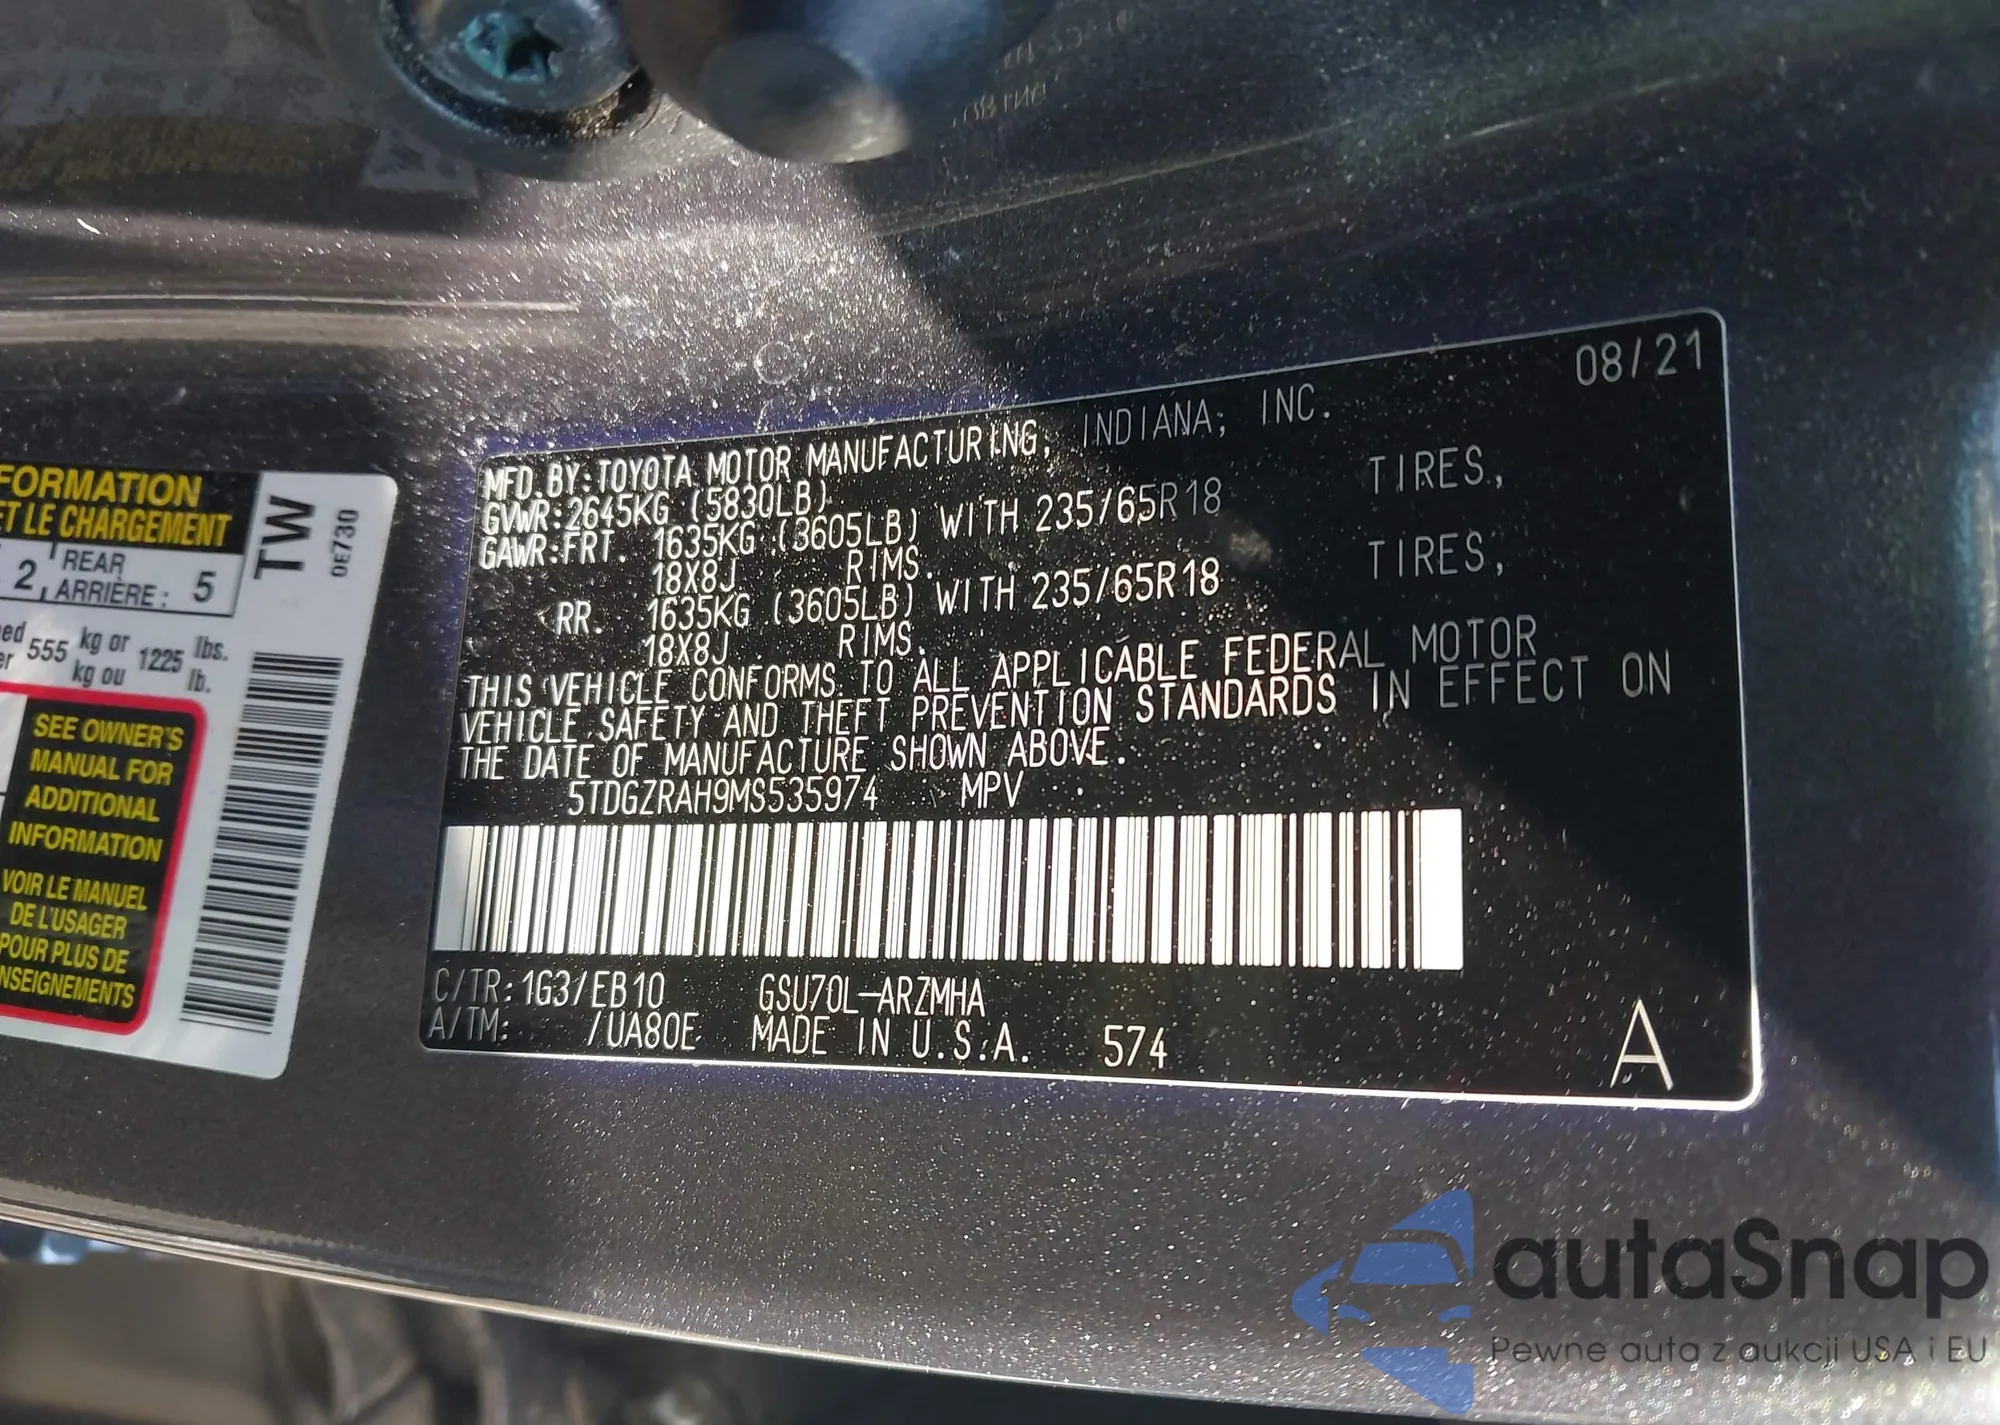 FORMATION
ET LE CHARGEMENT
2 REAR
ARRIÈRE : 5
555 kg or 1225 lbs.
kg ou lb.
SEE OWNER'S
MANUAL FOR
ADDITIONAL
INFORMATION
VOIR LE MANUEL
DE L'USAGER
POUR PLUS DE
NSEIGNEMENTS
TW
0E730
08/21
MFD.BY:TOYOTA MOTOR MANUFACTURING, INDIANA, INC.
GVWR:2645KG (5830LB)
GAWR:FRT. 1635KG (3605LB) WITH 235/65R18 TIRES,
18X8J RIMS.
RR. 1635KG (3605LB) WITH 235/65R18 TIRES,
18X8J RIMS.
THIS VEHICLE CONFORMS TO ALL APPLICABLE FEDERAL MOTOR
VEHICLE SAFETY AND THEFT PREVENTION STANDARDS IN EFFECT ON
THE DATE OF MANUFACTURE SHOWN ABOVE.
5TDGZRAH9MS535974 MPV
C/TR:1G3/EB10 GSU70L-ARZMHA
A/TM: /UA80E MADE IN U.S.A. 574
A
autaSnap
Pewne auta z aukcji USA i EU